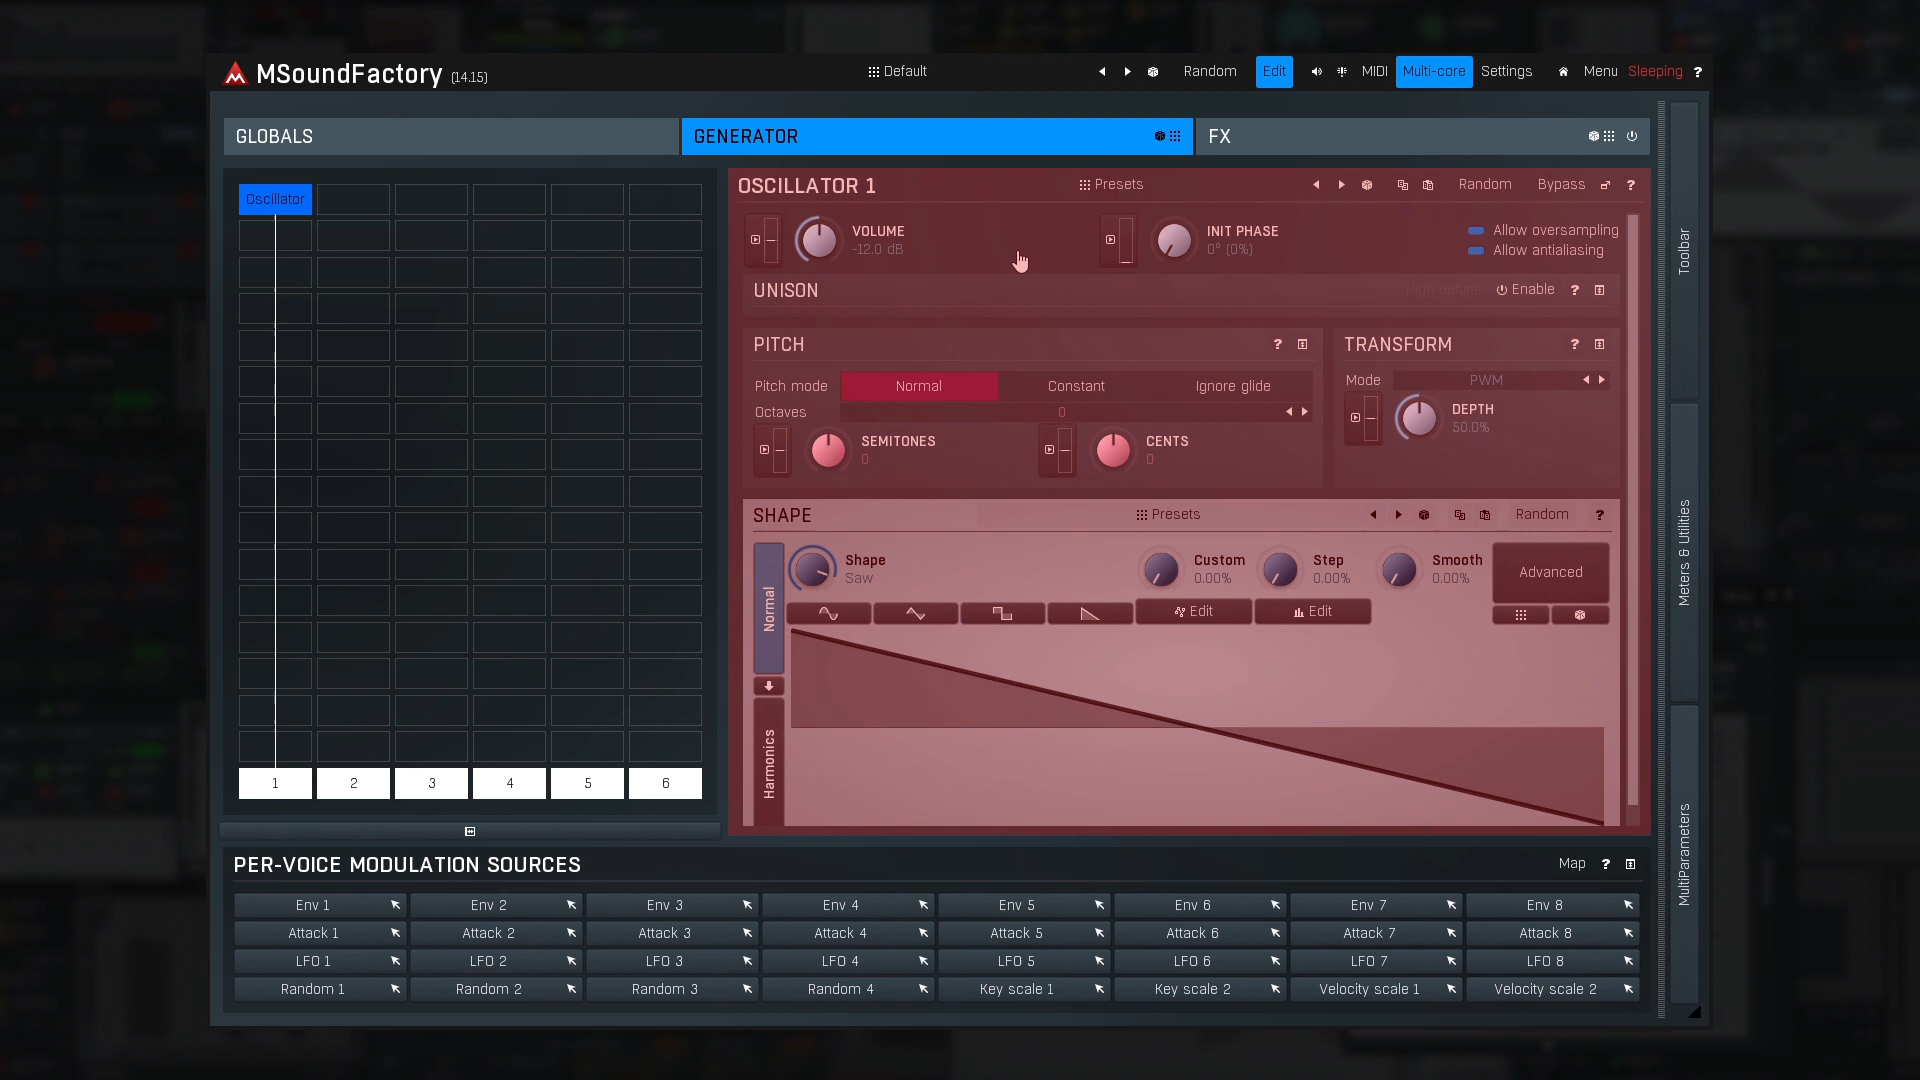 MSoundFactory (14.15)
Default
Random
Edit
MIDI
Multi-core
Settings
Menu
Sleeping
?
GLOBALS
GENERATOR
FX
Oscillator
1
2
3
4
5
6
OSCILLATOR 1
Presets
Random
Bypass
?
VOLUME
-12.0 dB
INIT PHASE
0° (0%)
Allow oversampling
Allow antialiasing
UNISON
High detune
Enable
?
PITCH
?
Pitch mode
Normal
Constant
Ignore glide
Octaves
0
SEMITONES
0
CENTS
0
TRANSFORM
?
Mode
PWM
DEPTH
50.0%
SHAPE
Presets
Random
?
Normal
Harmonics
Shape
Saw
Custom
0.00%
Step
0.00%
Smooth
0.00%
Advanced
Edit
Edit
Toolbar
Meters & Utilities
MultiParameters
PER-VOICE MODULATION SOURCES
Map
?
Env 1
Env 2
Env 3
Env 4
Env 5
Env 6
Env 7
Env 8
Attack 1
Attack 2
Attack 3
Attack 4
Attack 5
Attack 6
Attack 7
Attack 8
LFO 1
LFO 2
LFO 3
LFO 4
LFO 5
LFO 6
LFO 7
LFO 8
Random 1
Random 2
Random 3
Random 4
Key scale 1
Key scale 2
Velocity scale 1
Velocity scale 2